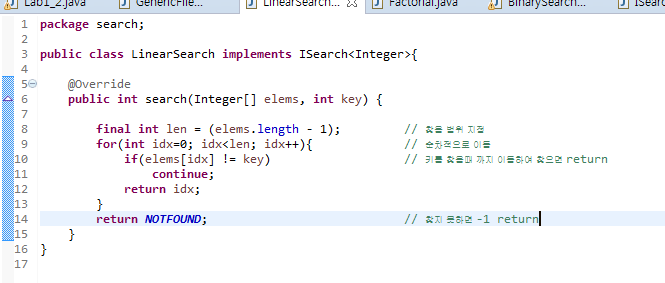 Lab1_2.java GenericFile... LinearSearch... Factorial.java BinarySearch... ISearc
1 package search;
2
3 public class LinearSearch implements ISearch<Integer>{
4
5 @Override
6 public int search(Integer[] elems, int key) {
7
8 final int len = (elems.length - 1); // 찾을 범위 지정
9 for(int idx=0; idx<len; idx++){ // 순차적으로 이동
10 if(elems[idx] != key) // 키를 찾을때 까지 이동하여 찾으면 return
11 continue;
12 return idx;
13 }
14 return NOTFOUND; // 찾지 못하면 -1 return
15 }
16 }
17